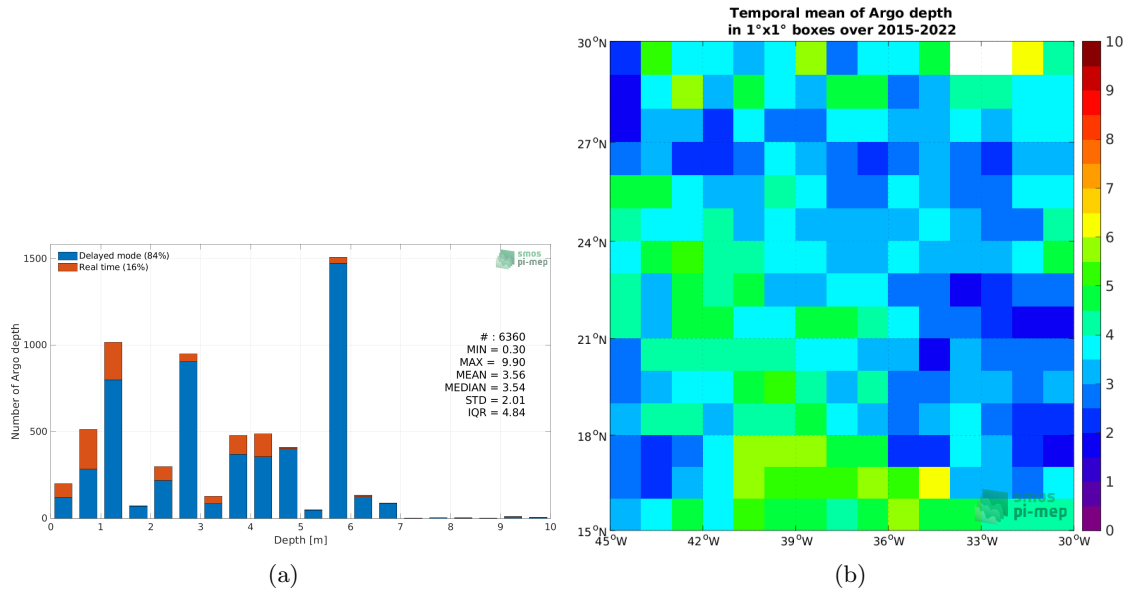 Temporal mean of Argo depth
in 1°x1° boxes over 2015-2022
30°N
27°N
24°N
21°N
18°N
15°N
45°W
42°W
39°W
36°W
33°W
30°W
10
9
8
7
6
5
4
3
2
1
0
smos
pi-mep
Delayed mode (84%)
Real time (16%)
smos
pi-mep
# : 6360
MIN = 0.30
MAX = 9.90
MEAN = 3.56
MEDIAN = 3.54
STD = 2.01
IQR = 4.84
Number of Argo depth
1500
1000
500
0
0 1 2 3 4 5 6 7 8 9 10
Depth [m]
(a)
(b)